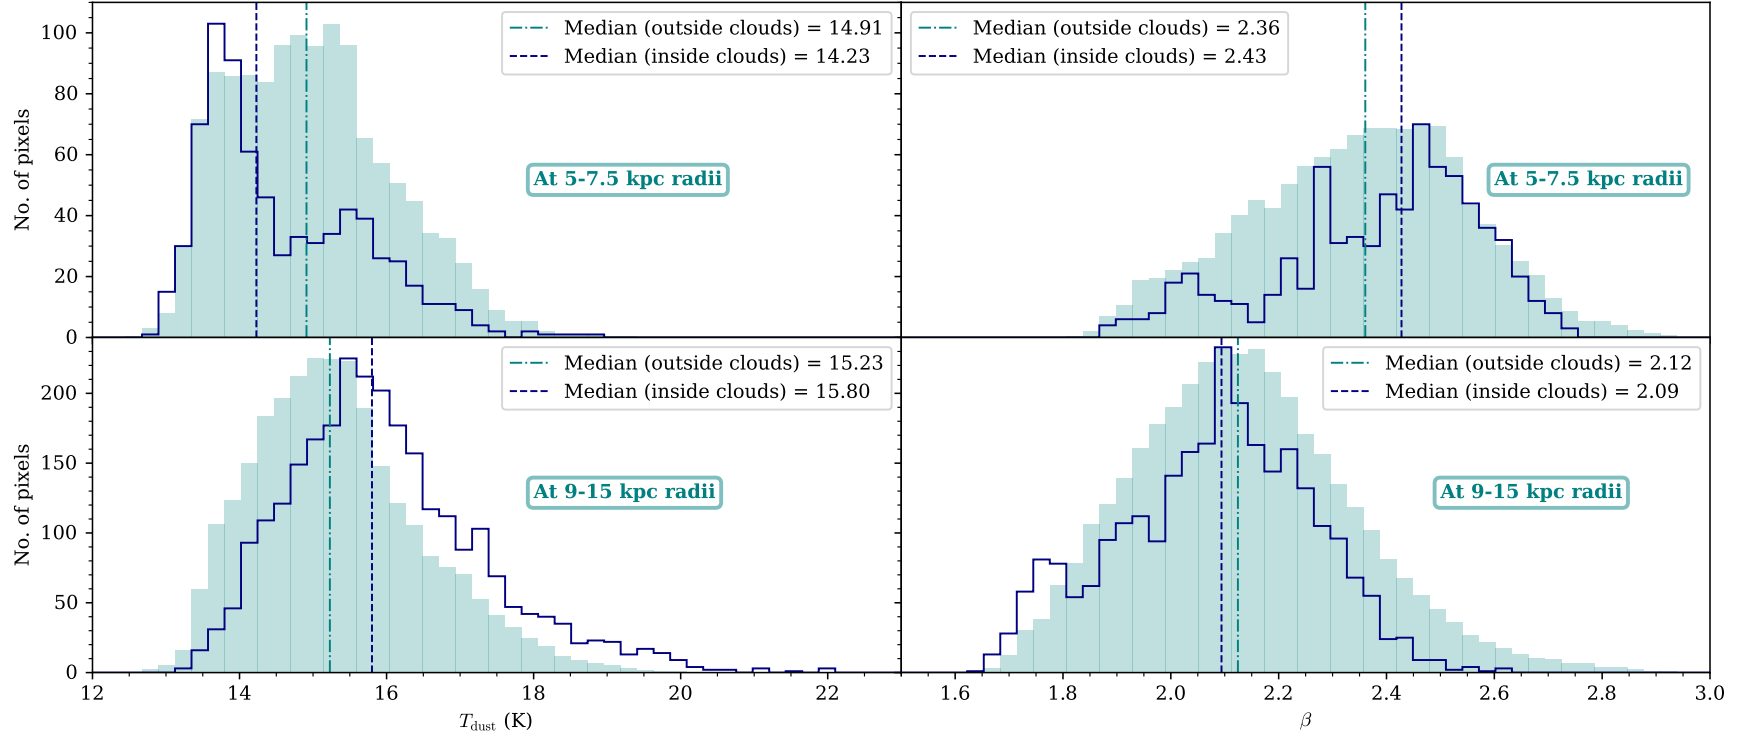 Median (outside clouds) = 14.91
Median (inside clouds) = 14.23
At 5-7.5 kpc radii
No. of pixels
100
80
60
40
20
0
Median (outside clouds) = 2.36
Median (inside clouds) = 2.43
At 5-7.5 kpc radii
Median (outside clouds) = 15.23
Median (inside clouds) = 15.80
At 9-15 kpc radii
No. of pixels
200
150
100
50
0
12 14 16 18 20 22
T_dust (K)
Median (outside clouds) = 2.12
Median (inside clouds) = 2.09
At 9-15 kpc radii
1.6 1.8 2.0 2.2 2.4 2.6 2.8 3.0
β